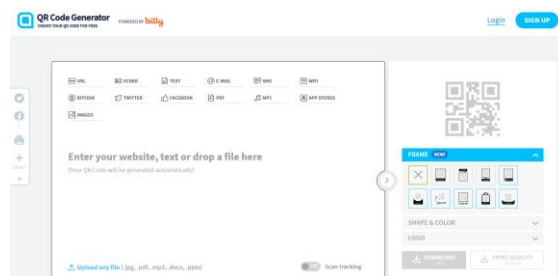 QR Code Generator
CREATE YOUR QR CODE FOR FREE
POWERED BY bitly
Login
SIGN UP
URL
VCARD
TEXT
E-MAIL
SMS
WIFI
BITCOIN
TWITTER
FACEBOOK
PDF
MP3
APP STORES
IMAGES
Enter your website, text or drop a file here
(Your QR Code will be generated automatically)
Upload any file (.jpg, .pdf, .mp3, .docx, .pptx)
OFF
Scan tracking
FRAME NEW!
SHAPE & COLOR
LOGO
DOWNLOAD
PRINT QUALITY